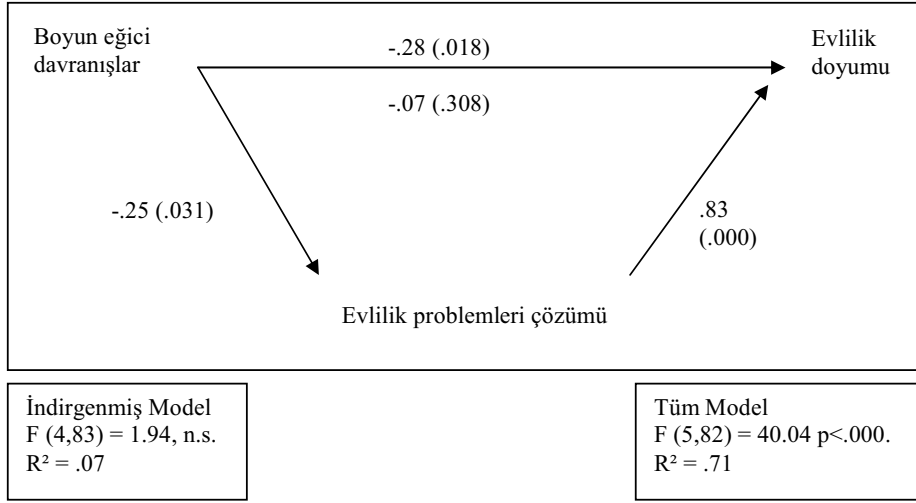 Boyun eğici
davranışlar
-.28 (.018)
Evlilik
doyumu
-.07 (.308)
-.25 (.031)
.83
(.000)
Evlilik problemleri çözümü
İndirgenmiş Model
F (4,83) = 1.94, n.s.
R² = .07
Tüm Model
F (5,82) = 40.04 p<.000.
R² = .71